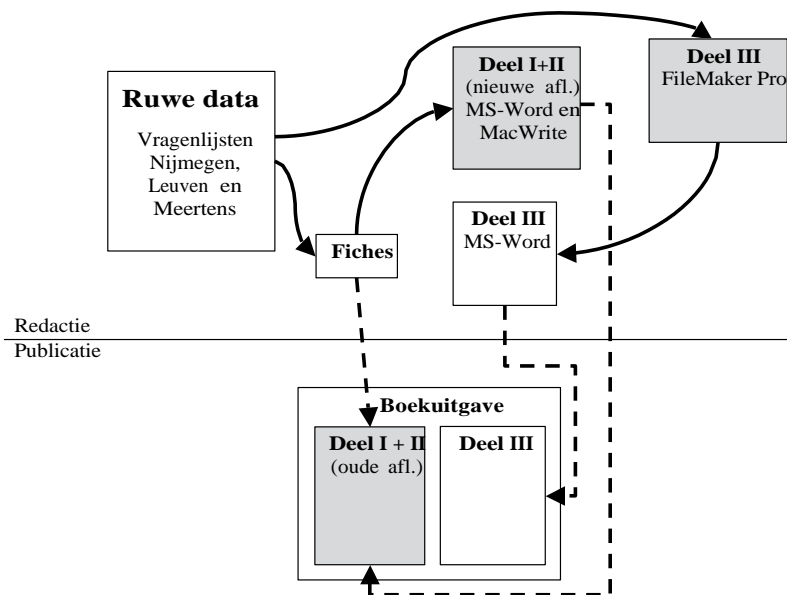 Ruwe data
Vragenlijsten
Nijmegen,
Leuven en
Meertens
Fiches
Deel I+II
(nieuwe afl.)
MS-Word en
MacWrite
Deel III
FileMaker Pro
Deel III
MS-Word
Redactie
Publicatie
Boekuitgave
Deel I + II
(oude afl.)
Deel III